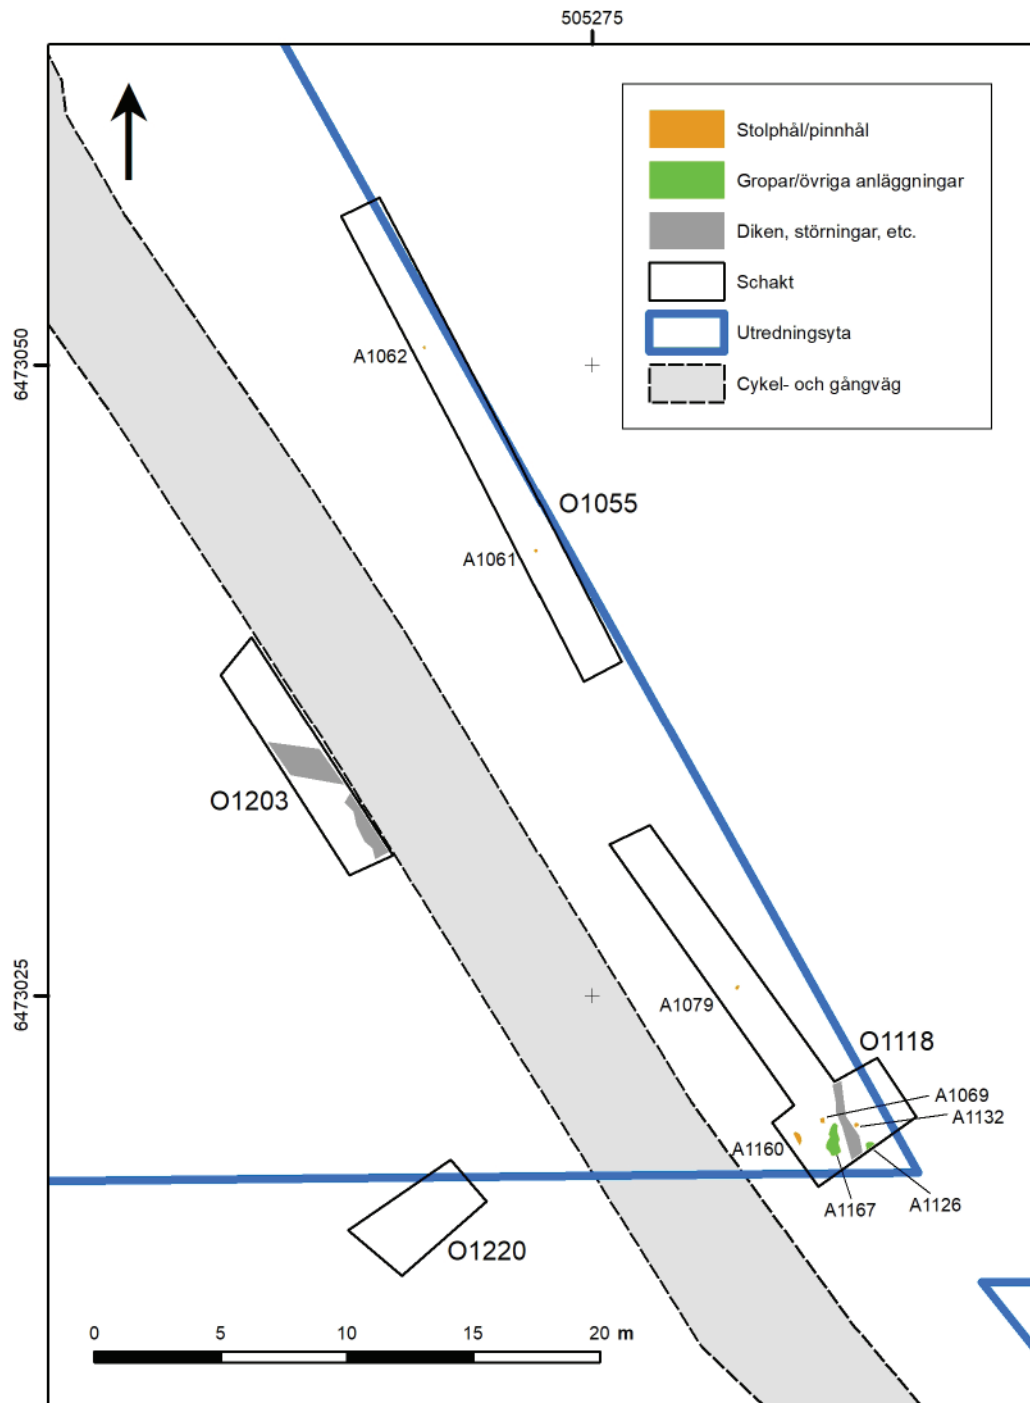 505275
Stolphål/pinnhål
Gropar/övriga anläggningar
Diken, störningar, etc.
Schakt
Utredningsyta
Cykel- och gångväg
6473050
A1062
O1055
A1061
O1203
6473025
A1079
O1118
A1069
A1132
A1160
A1167
A1126
O1220
0 5 10 15 20 m